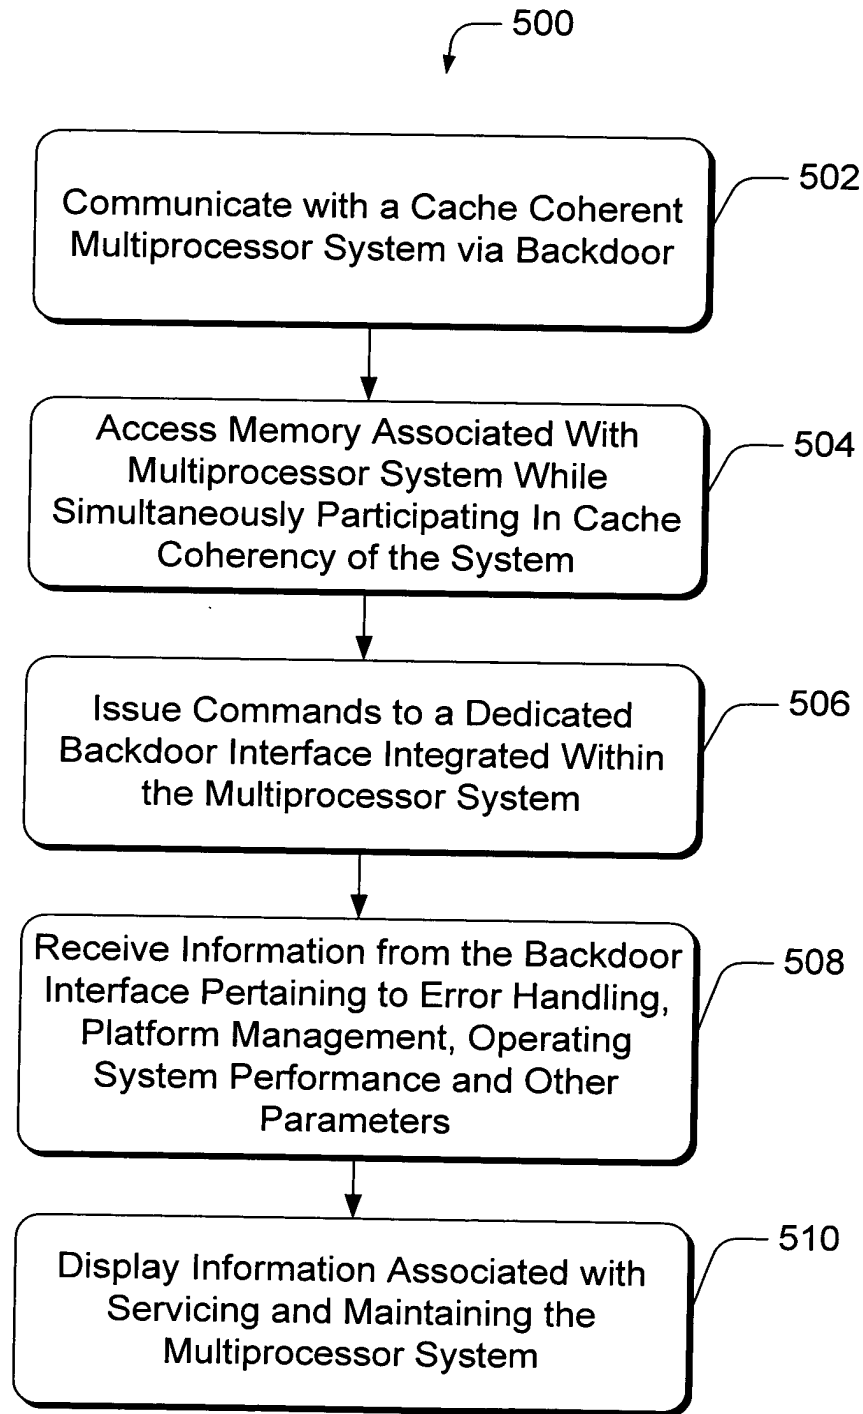 500
Communicate with a Cache Coherent
Multiprocessor System via Backdoor
502
Access Memory Associated With
Multiprocessor System While
Simultaneously Participating In Cache
Coherency of the System
504
Issue Commands to a Dedicated
Backdoor Interface Integrated Within
the Multiprocessor System
506
Receive Information from the Backdoor
Interface Pertaining to Error Handling,
Platform Management, Operating
System Performance and Other
Parameters
508
Display Information Associated with
Servicing and Maintaining the
Multiprocessor System
510